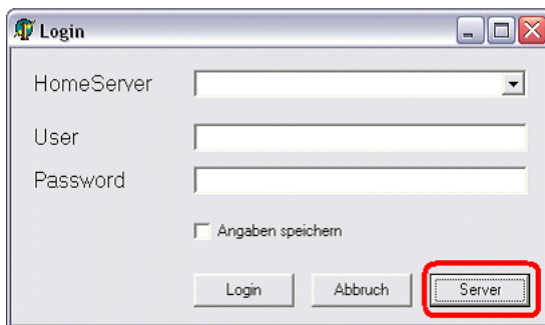 Login
HomeServer
User
Password
Angaben speichern
Login Abbruch Server